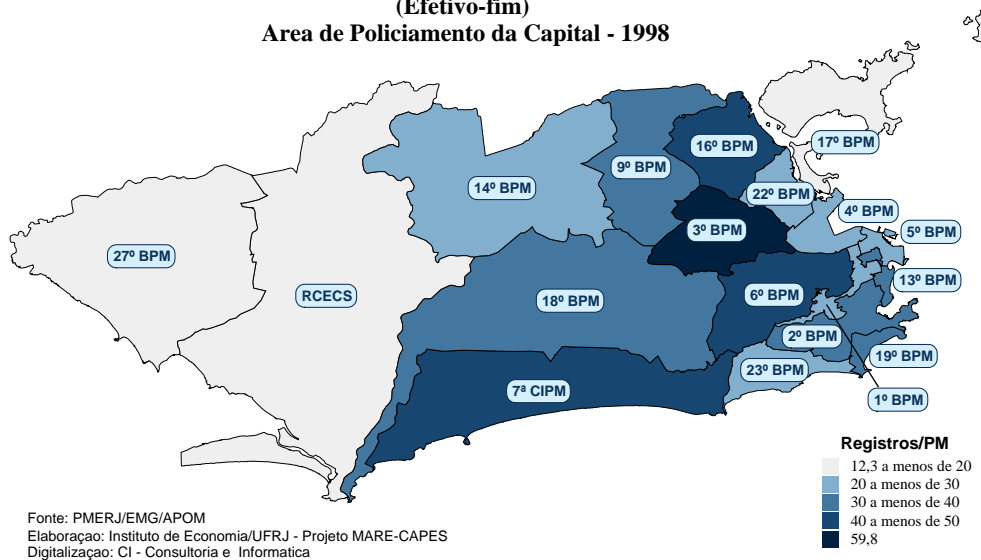 (Efetivo-fim)
Area de Policiamento da Capital - 1998
17º BPM
16º BPM
9º BPM
14º BPM
22º BPM
4º BPM
5º BPM
3º BPM
27º BPM
13º BPM
RCECS
18º BPM
6º BPM
2º BPM
19º BPM
23º BPM
7ª CIPM
1º BPM
Registros/PM
12,3 a menos de 20
20 a menos de 30
30 a menos de 40
40 a menos de 50
59,8
Fonte: PMERJ/EMG/APOM
Elaboraçao: Instituto de Economia/UFRJ - Projeto MARE-CAPES
Digitalizaçao: CI - Consultoria e Informatica